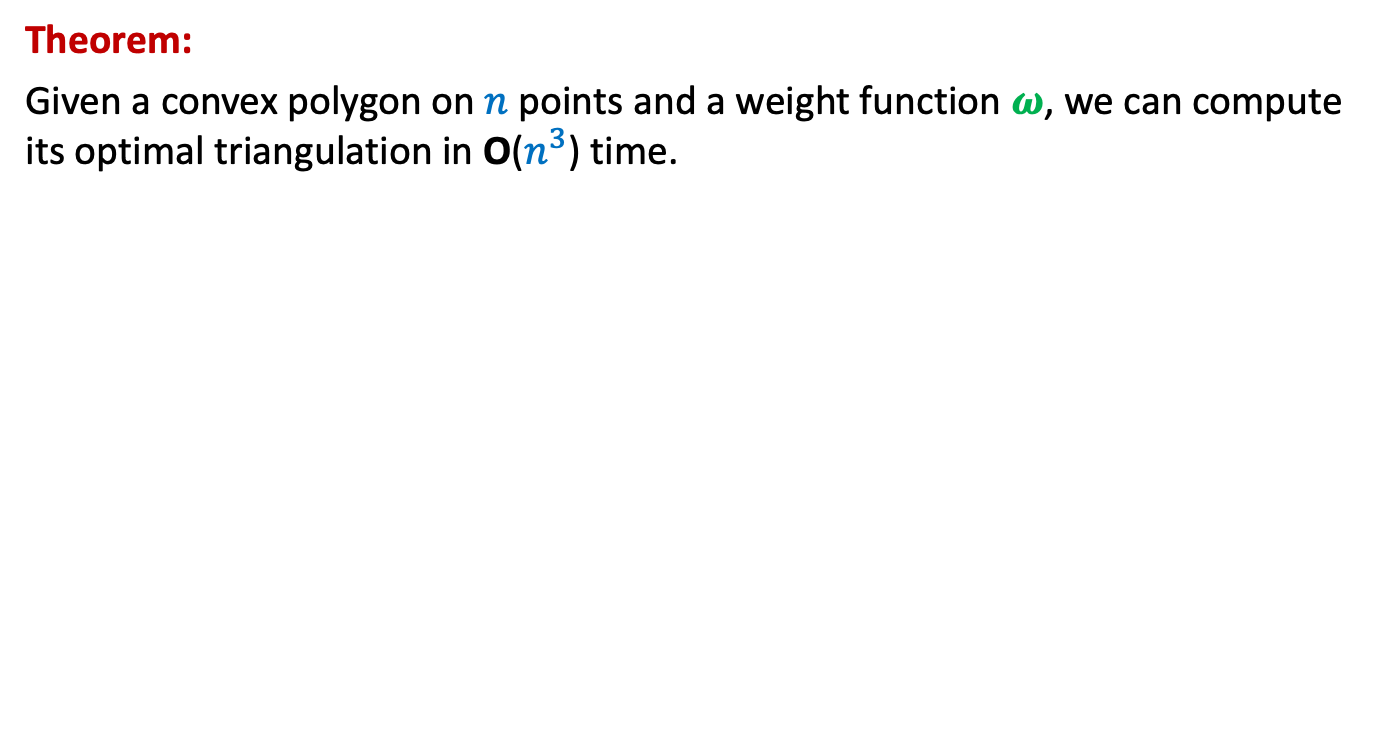 Theorem:
Given a convex polygon on n points and a weight function ω, we can compute
its optimal triangulation in O(n³) time.